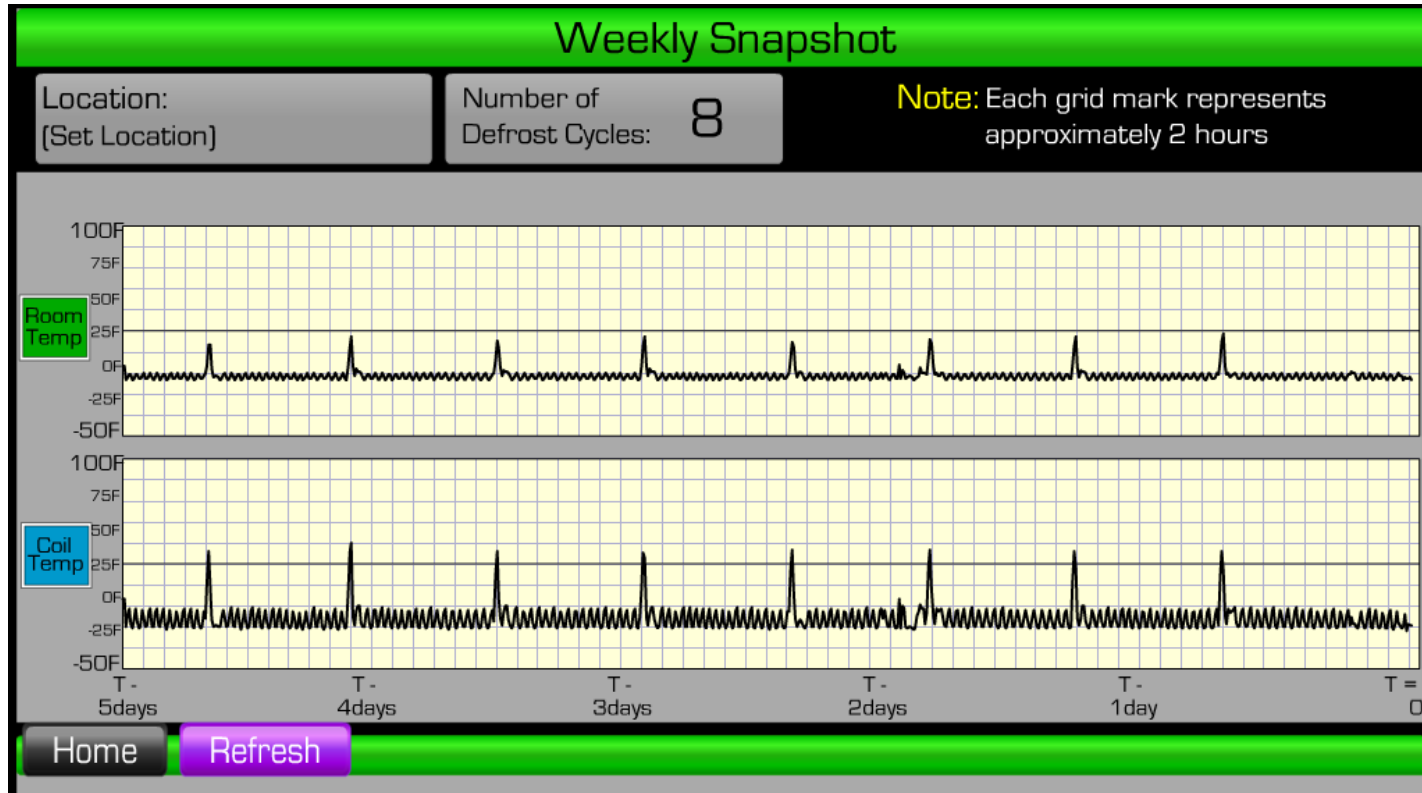 Weekly Snapshot
Location:
(Set Location)
Number of
Defrost Cycles:
8
Note: Each grid mark represents
approximately 2 hours
100F
75F
50F
Room
Temp
25F
0F
-25F
-50F
100F
75F
50F
Coil
Temp
25F
0F
-25F
-50F
T -
5days
T -
4days
T -
3days
T -
2days
T -
1day
T =
0
Home
Refresh